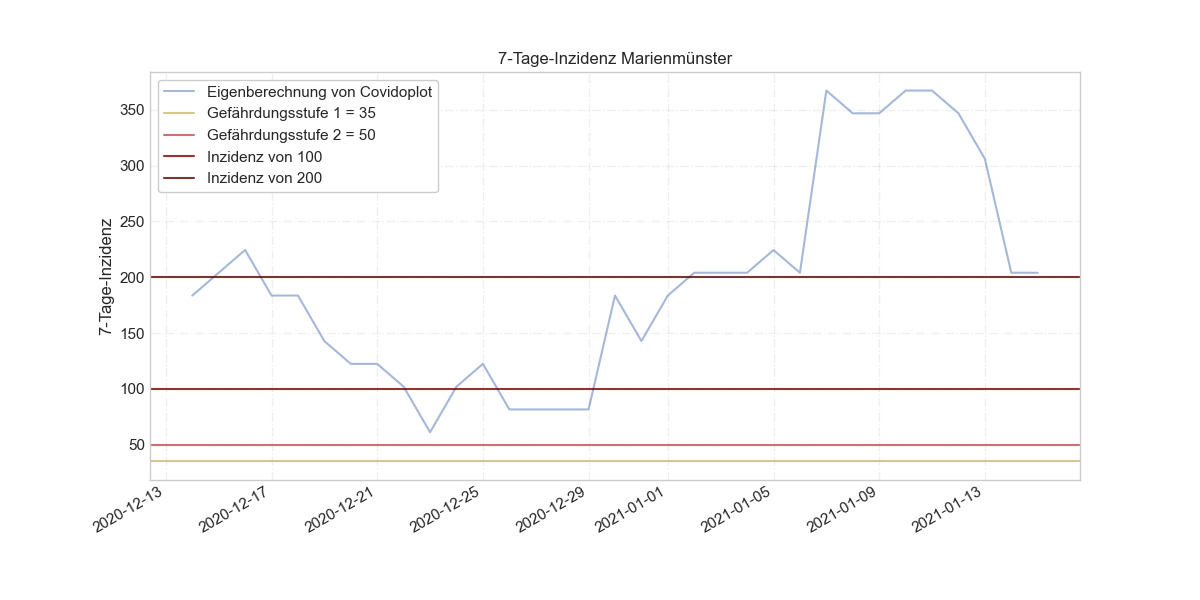 7-Tage-Inzidenz Marienmünster
Eigenberechnung von Covidoplot
Gefährdungsstufe 1 = 35
Gefährdungsstufe 2 = 50
Inzidenz von 100
Inzidenz von 200
7-Tage-Inzidenz
350
300
250
200
150
100
50
2020-12-13
2020-12-17
2020-12-21
2020-12-25
2020-12-29
2021-01-01
2021-01-05
2021-01-09
2021-01-13